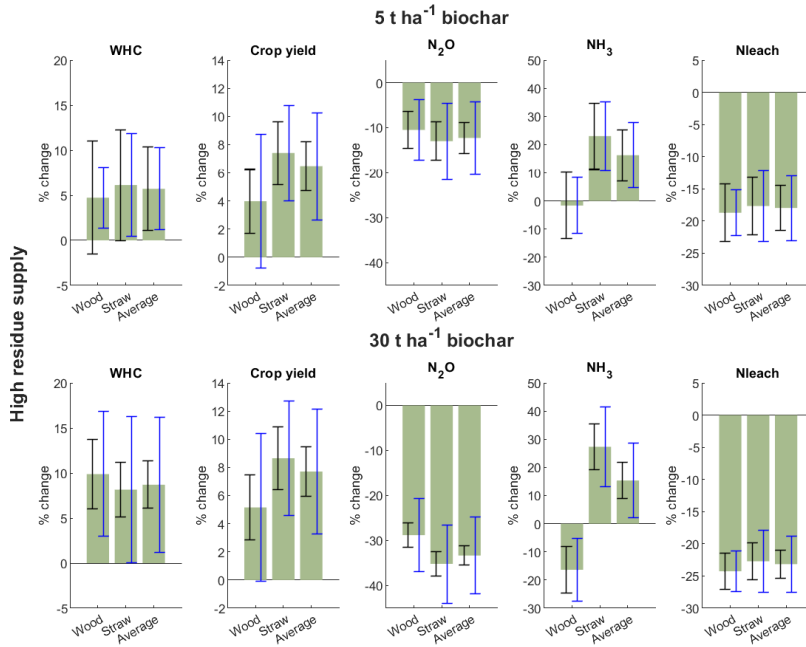 5 t ha-1 biochar
WHC
Crop yield
N2O
NH3
Nleach
20
15
10
5
0
-5
% change
14
12
10
8
6
4
2
0
-2
% change
0
-10
-20
-30
-40
% change
50
40
30
20
10
0
-10
-20
-30
% change
5
0
-5
-10
-15
-20
-25
-30
% change
Wood
Straw
Average
Wood
Straw
Average
Wood
Straw
Average
Wood
Straw
Average
Wood
Straw
Average
High residue supply
30 t ha-1 biochar
WHC
Crop yield
N2O
NH3
Nleach
20
15
10
5
0
-5
% change
14
12
10
8
6
4
2
0
-2
% change
0
-10
-20
-30
-40
% change
50
40
30
20
10
0
-10
-20
-30
% change
5
0
-5
-10
-15
-20
-25
-30
% change
Wood
Straw
Average
Wood
Straw
Average
Wood
Straw
Average
Wood
Straw
Average
Wood
Straw
Average